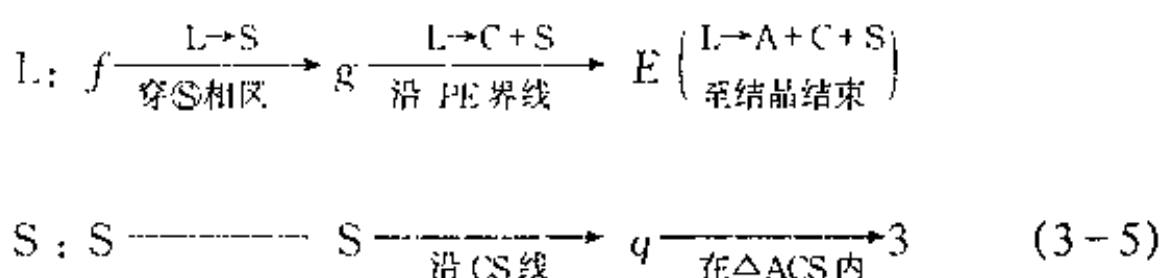 L→S L→C + S L→A + C + S
L: f → g → E
穿Ⓢ相区 沿 PE 界线 至结晶结束
S: S S → q → 3 (3-5)
沿 CS 线 在△ACS 内